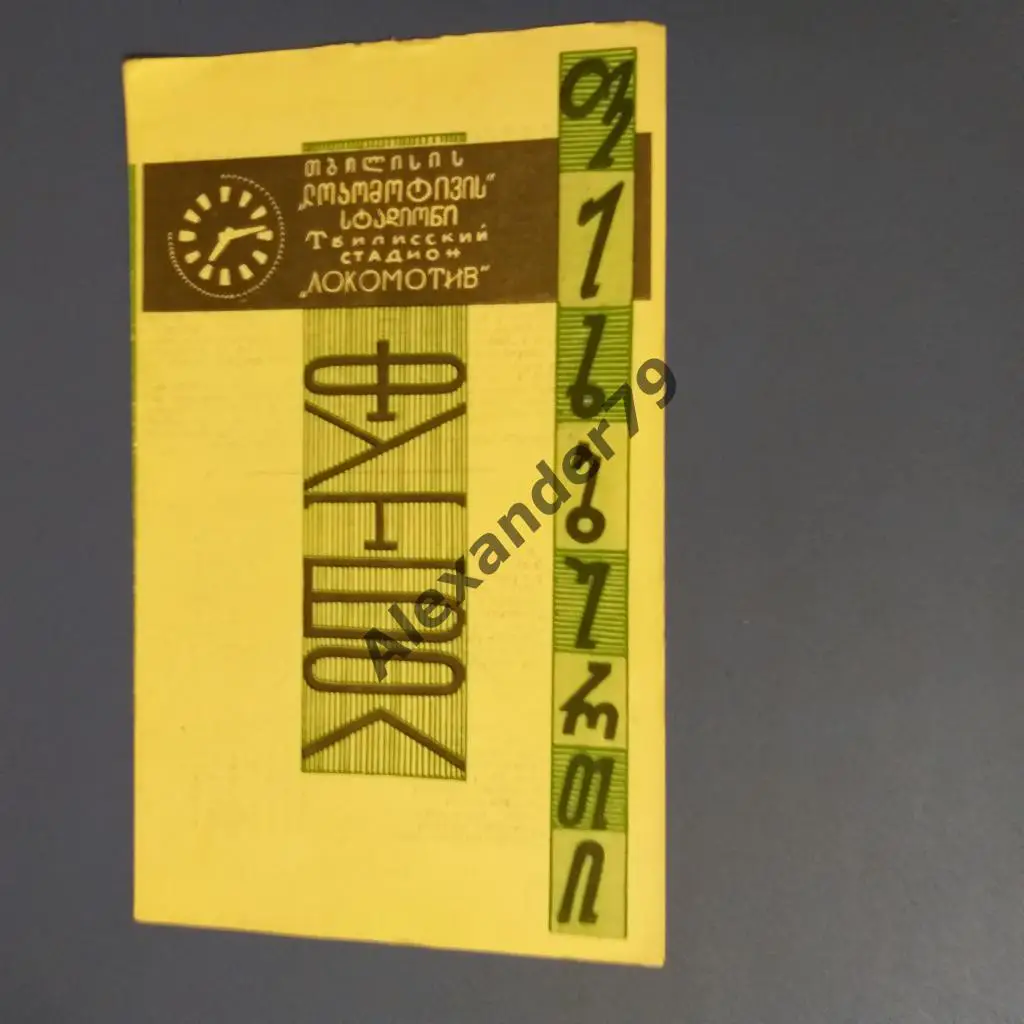 თბილისის
„ლოკომოტივის"
სტადიონი
Тбилисский
СТАДИОН
„ЛОКОМОТИВ"
ФУТБОЛ
ფეხბურთი
Alexander79